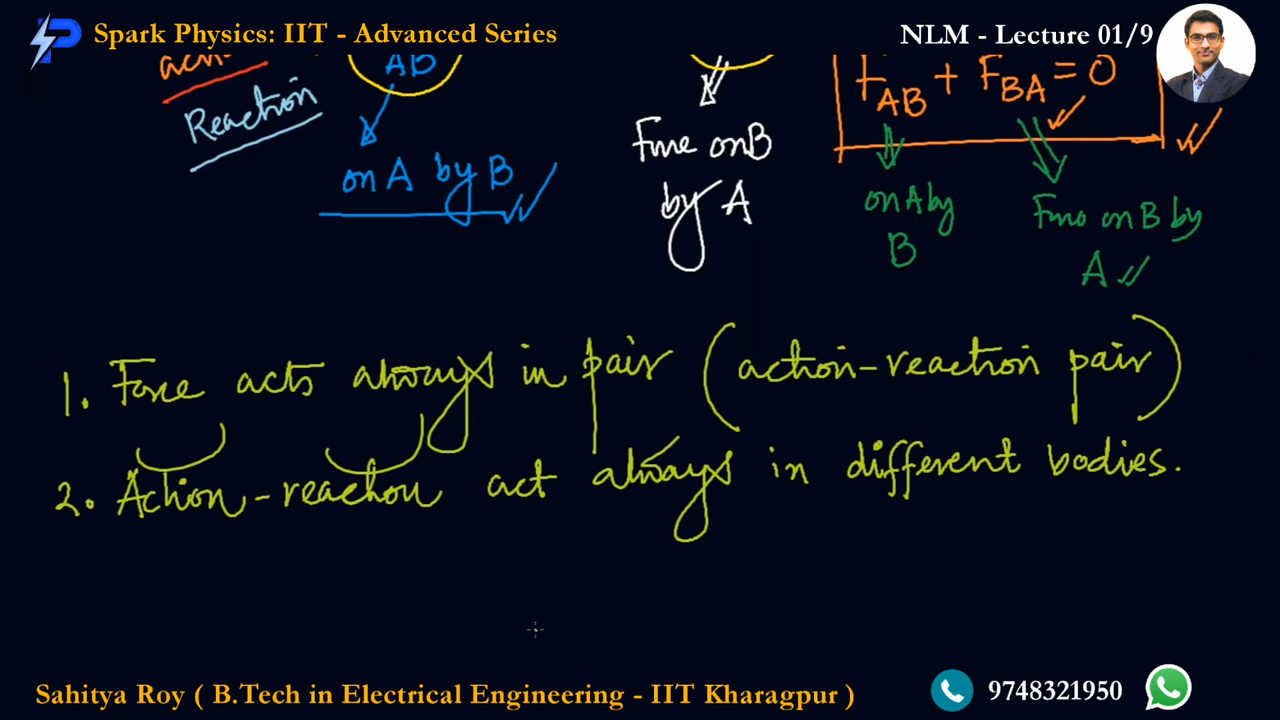 Spark Physics: IIT - Advanced Series
NLM - Lecture 01/9
Reaction
AB
on A by B
Force on B
by A
F_AB + F_BA = 0
on A by
B
Force on B by
A
1. Force acts always in pair (action-reaction pair)
2. Action-reaction act always in different bodies.
Sahitya Roy ( B.Tech in Electrical Engineering - IIT Kharagpur )
9748321950